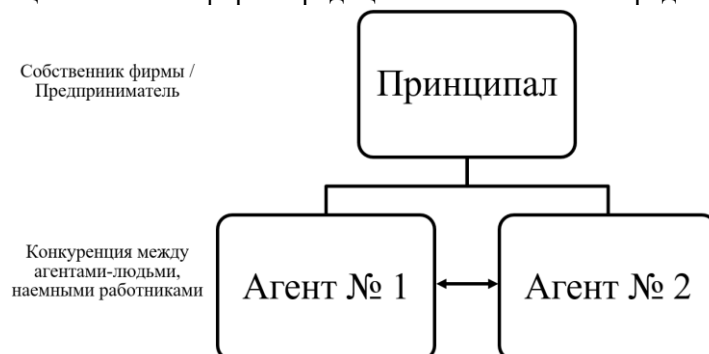 Собственник фирмы /
Предприниматель
Принципал
Конкуренция между
агентами-людьми,
наемными работниками
Агент № 1
Агент № 2